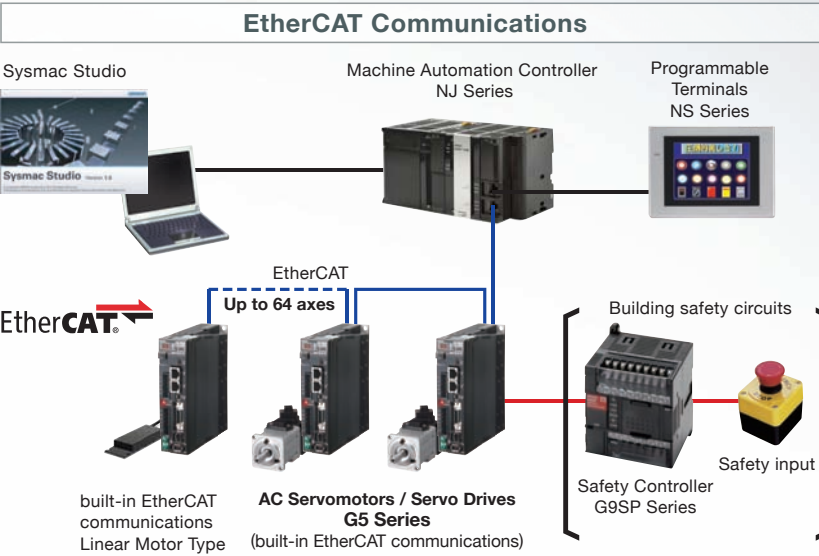 EtherCAT Communications
Sysmac Studio
Machine Automation Controller
NJ Series
Programmable
Terminals
NS Series
Sysmac Studio
EtherCAT
Up to 64 axes
EtherCAT®
Building safety circuits
Safety input
Safety Controller
G9SP Series
built-in EtherCAT
communications
Linear Motor Type
AC Servomotors / Servo Drives
G5 Series
(built-in EtherCAT communications)